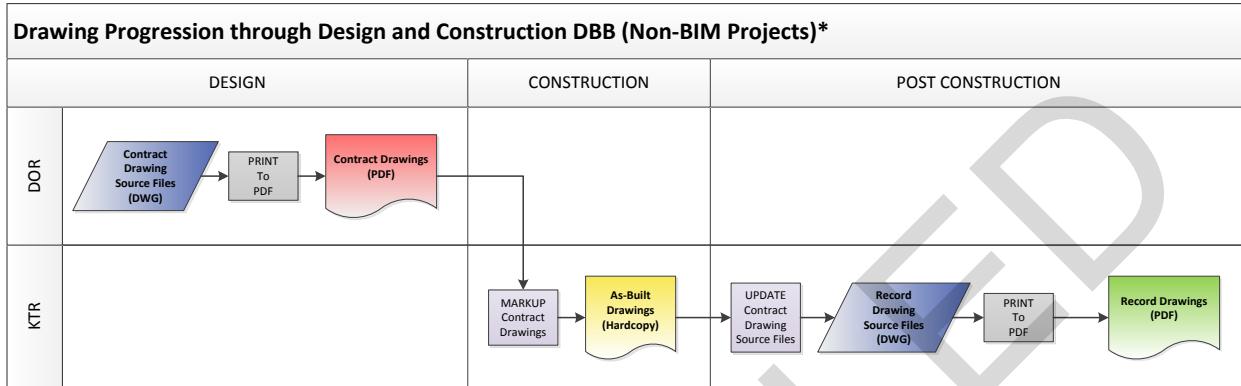 Drawing Progression through Design and Construction DBB (Non-BIM Projects)*
DESIGN
CONSTRUCTION
POST CONSTRUCTION
DOR
Contract
Drawing
Source Files
(DWG)
PRINT
To
PDF
Contract Drawings
(PDF)
KTR
MARKUP
Contract
Drawings
As-Built
Drawings
(Hardcopy)
UPDATE
Contract
Drawing
Source Files
Record
Drawing
Source Files
(DWG)
PRINT
To
PDF
Record Drawings
(PDF)
ED